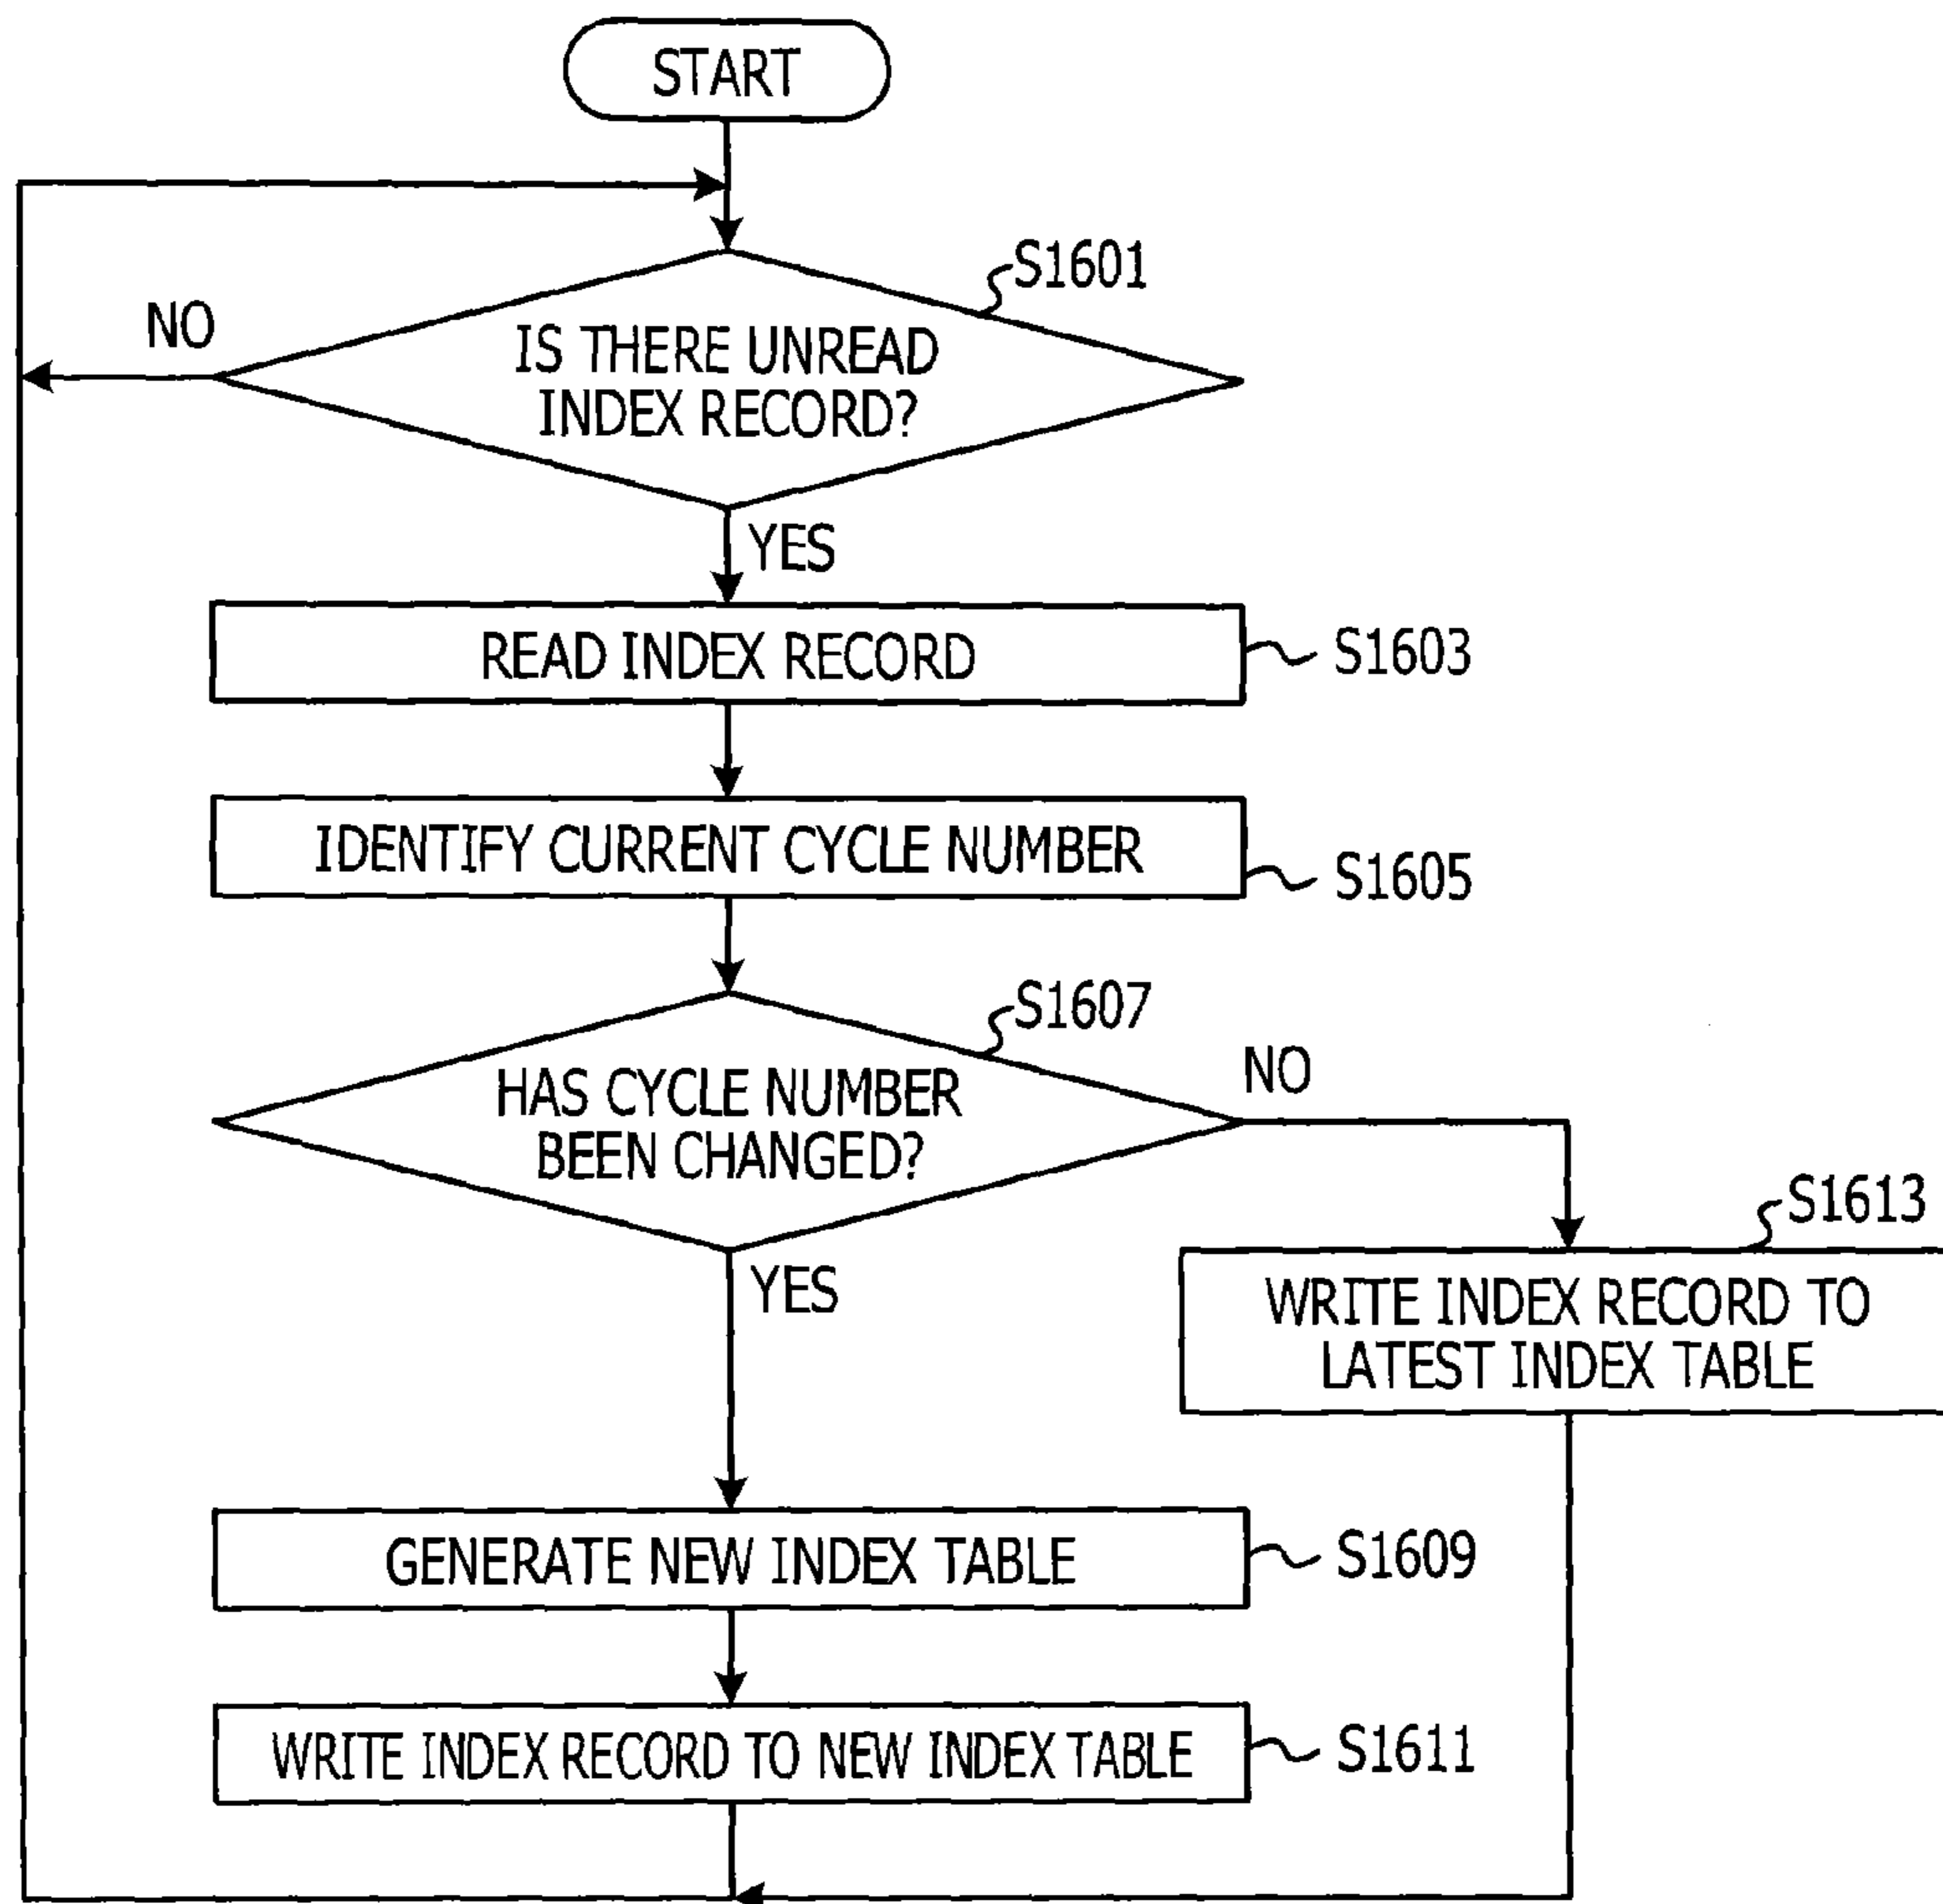 START
S1601
NO
IS THERE UNREAD
INDEX RECORD?
YES
READ INDEX RECORD
S1603
IDENTIFY CURRENT CYCLE NUMBER
S1605
S1607
NO
HAS CYCLE NUMBER
BEEN CHANGED?
S1613
YES
WRITE INDEX RECORD TO
LATEST INDEX TABLE
GENERATE NEW INDEX TABLE
S1609
WRITE INDEX RECORD TO NEW INDEX TABLE
S1611